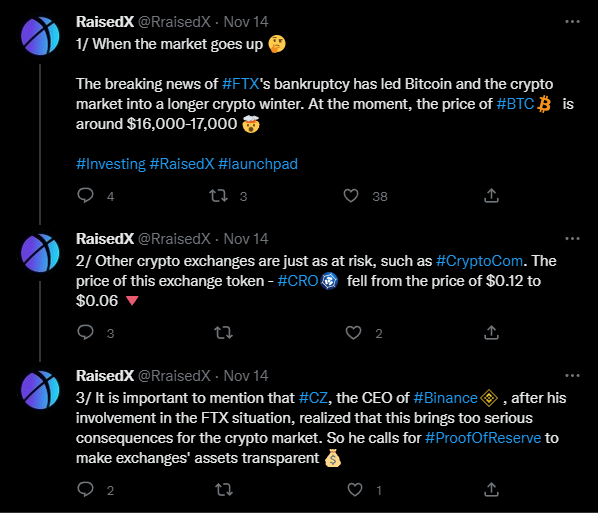 RaisedX @RraisedX · Nov 14
1/ When the market goes up 🤔
The breaking news of #FTX's bankruptcy has led Bitcoin and the crypto
market into a longer crypto winter. At the moment, the price of #BTC is
around $16,000-17,000 🤯
#Investing #RaisedX #launchpad
4 3 38
RaisedX @RraisedX · Nov 14
2/ Other crypto exchanges are just as at risk, such as #CryptoCom. The
price of this exchange token - #CRO fell from the price of $0.12 to
$0.06 🔻
3 2
RaisedX @RraisedX · Nov 14
3/ It is important to mention that #CZ, the CEO of #Binance , after his
involvement in the FTX situation, realized that this brings too serious
consequences for the crypto market. So he calls for #ProofOfReserve to
make exchanges' assets transparent 💰
2 1